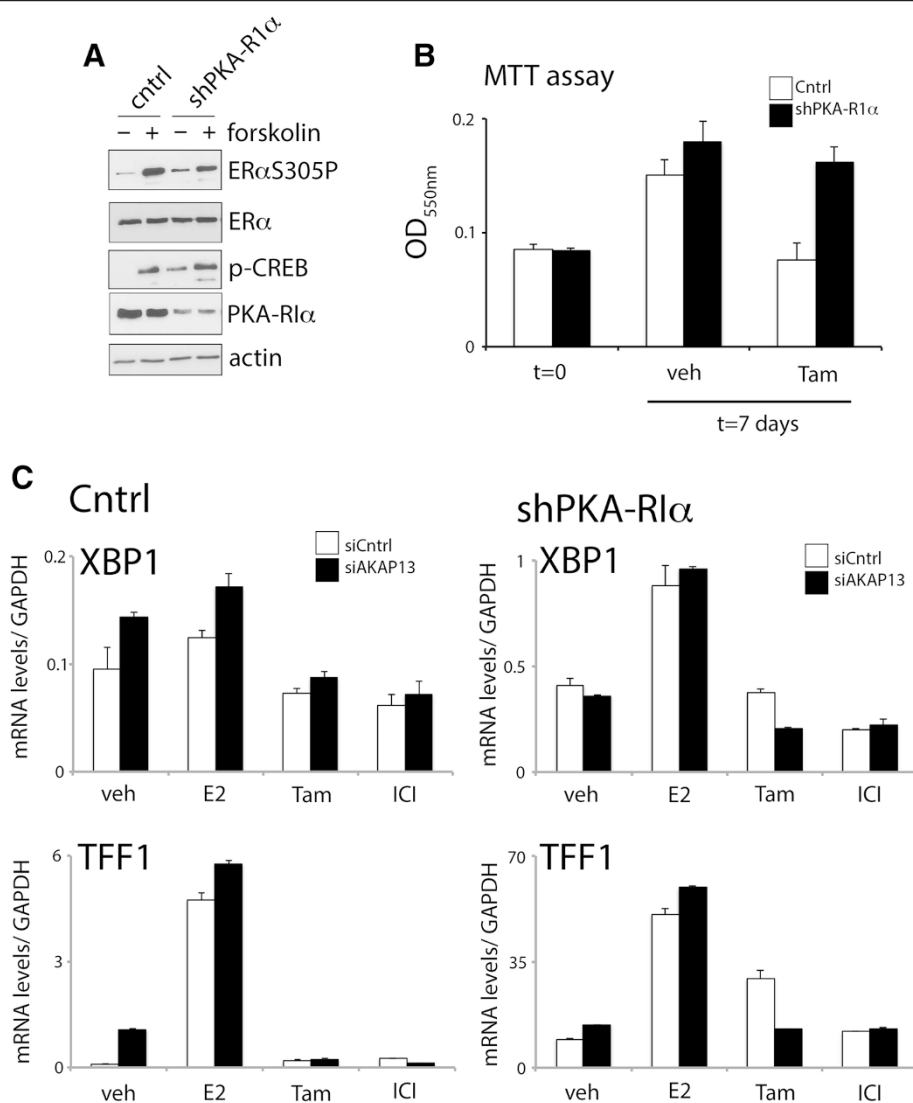 A
cntrl
shPKA-R1α
– + – + forskolin
ERαS305P
ERα
p-CREB
PKA-RIα
actin
B
MTT assay
Cntrl
shPKA-R1α
OD550nm
0.2
0.1
0
t=0
veh
Tam
t=7 days
C
Cntrl
XBP1
siCntrl
siAKAP13
mRNA levels/ GAPDH
0.2
0.1
0
veh E2 Tam ICI
shPKA-RIα
XBP1
siCntrl
siAKAP13
mRNA levels/ GAPDH
1
0.5
0
veh E2 Tam ICI
TFF1
mRNA levels/ GAPDH
6
3
0
veh E2 Tam ICI
TFF1
mRNA levels/ GAPDH
70
35
0
veh E2 Tam ICI